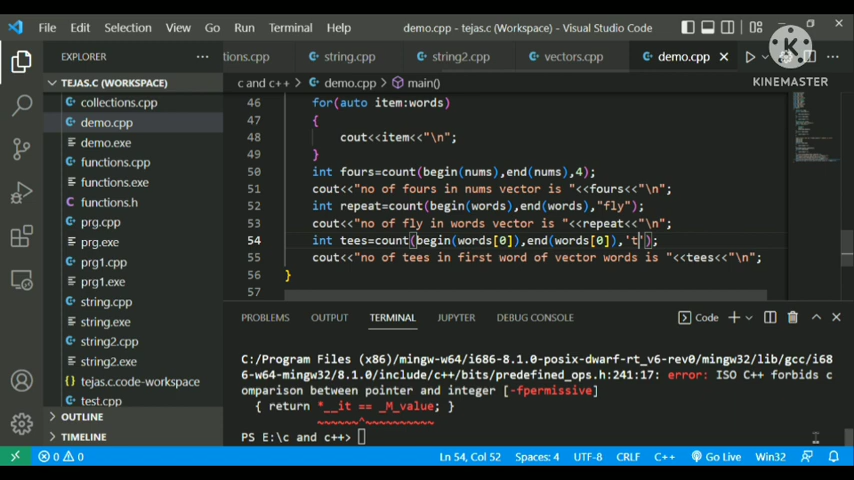 File Edit Selection View Go Run Terminal Help demo.cpp - tejas.c (Workspace) - Visual Studio Code
K
KINEMASTER
EXPLORER
TEJAS.C (WORKSPACE)
collections.cpp
demo.cpp
demo.exe
functions.cpp
functions.exe
functions.h
prg.cpp
prg.exe
prg1.cpp
prg1.exe
string.cpp
string.exe
string2.cpp
string2.exe
tejas.c.code-workspace
test.cpp
OUTLINE
TIMELINE
tions.cpp string.cpp string2.cpp vectors.cpp demo.cpp
c and c++ > demo.cpp > main()
46 for(auto item:words)
47 {
48 cout<<item<<"\n";
49 }
50 int fours=count(begin(nums),end(nums),4);
51 cout<<"no of fours in nums vector is "<<fours<<"\n";
52 int repeat=count(begin(words),end(words),"fly");
53 cout<<"no of fly in words vector is "<<repeat<<"\n";
54 int tees=count(begin(words[0]),end(words[0]),'t');
55 cout<<"no of tees in first word of vector words is "<<tees<<"\n";
56 }
57
PROBLEMS OUTPUT TERMINAL JUPYTER DEBUG CONSOLE Code
C:/Program Files (x86)/mingw-w64/i686-8.1.0-posix-dwarf-rt_v6-rev0/mingw32/lib/gcc/i68
6-w64-mingw32/8.1.0/include/c++/bits/predefined_ops.h:241:17: error: ISO C++ forbids c
omparison between pointer and integer [-fpermissive]
{ return *__it == _M_value; }
~~~~~~^~~~~~~~~~~
PS E:\c and c++>
0 0 Ln 54, Col 52 Spaces: 4 UTF-8 CRLF C++ Go Live Win32